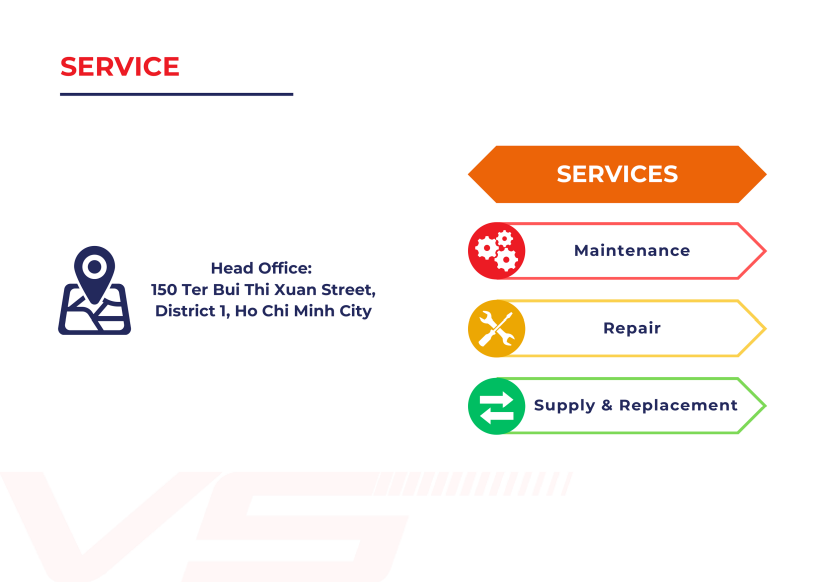 SERVICE
Head Office:
150 Ter Bui Thi Xuan Street,
District 1, Ho Chi Minh City
SERVICES
Maintenance
Repair
Supply & Replacement
VS